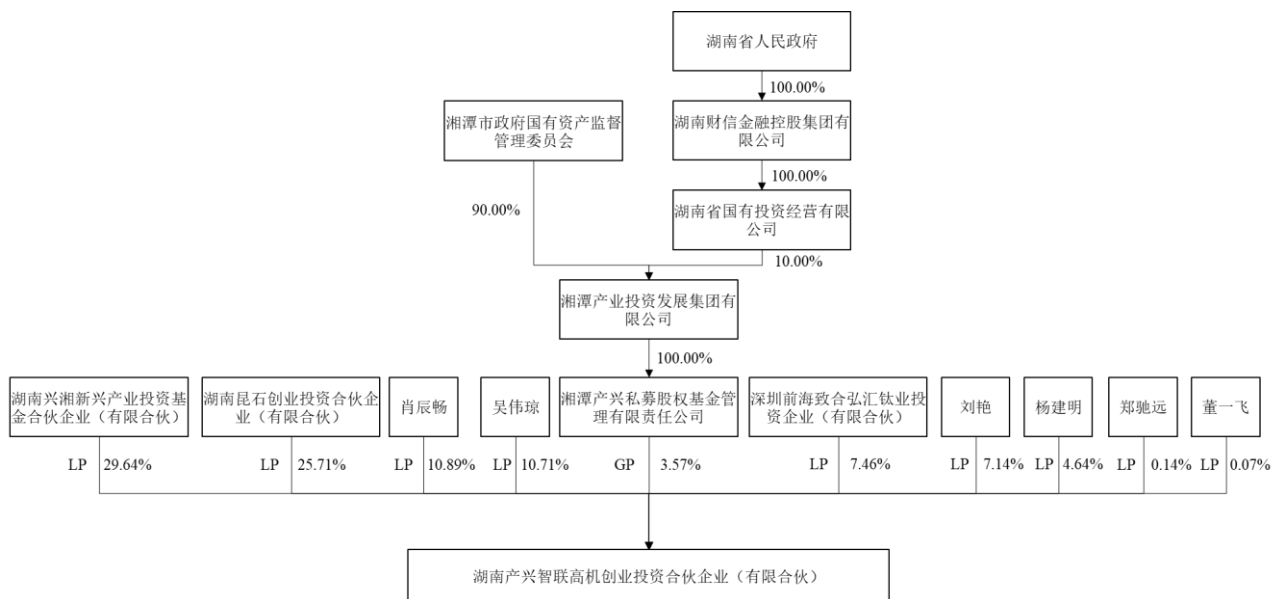 湖南省人民政府
100.00%
湘潭市政府国有资产监督
管理委员会
湖南财信金融控股集团有
限公司
100.00%
90.00%
湖南省国有投资经营有限
公司
10.00%
湘潭产业投资发展集团有
限公司
100.00%
湖南兴湘新兴产业投资基
金合伙企业（有限合伙）
湖南昆石创业投资合伙企
业（有限合伙）
肖辰畅
吴伟琼
湘潭产兴私募股权基金管
理有限责任公司
深圳前海致合弘汇钛业投
资企业（有限合伙）
刘艳
杨建明
郑驰远
董一飞
LP 29.64%
LP 25.71%
LP 10.89%
LP 10.71%
GP 3.57%
LP 7.46%
LP 7.14%
LP 4.64%
LP 0.14%
LP 0.07%
湖南产兴智联高机创业投资合伙企业（有限合伙）